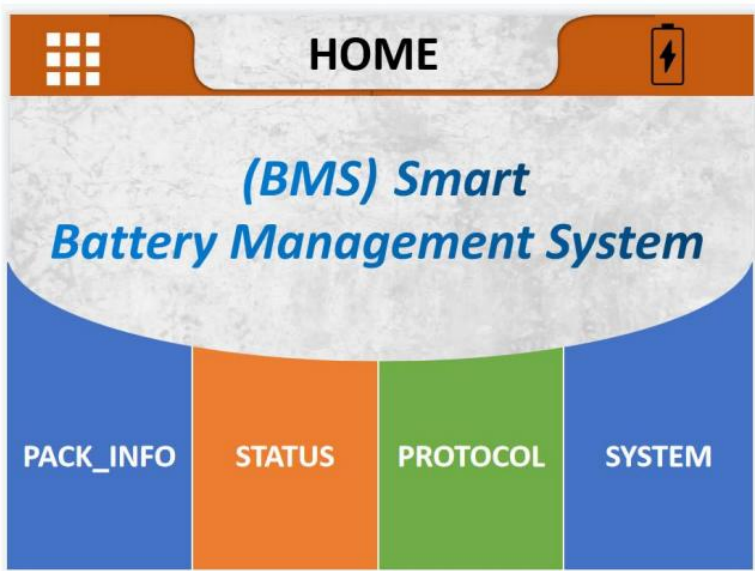 HOME
(BMS) Smart
Battery Management System
PACK_INFO STATUS PROTOCOL SYSTEM